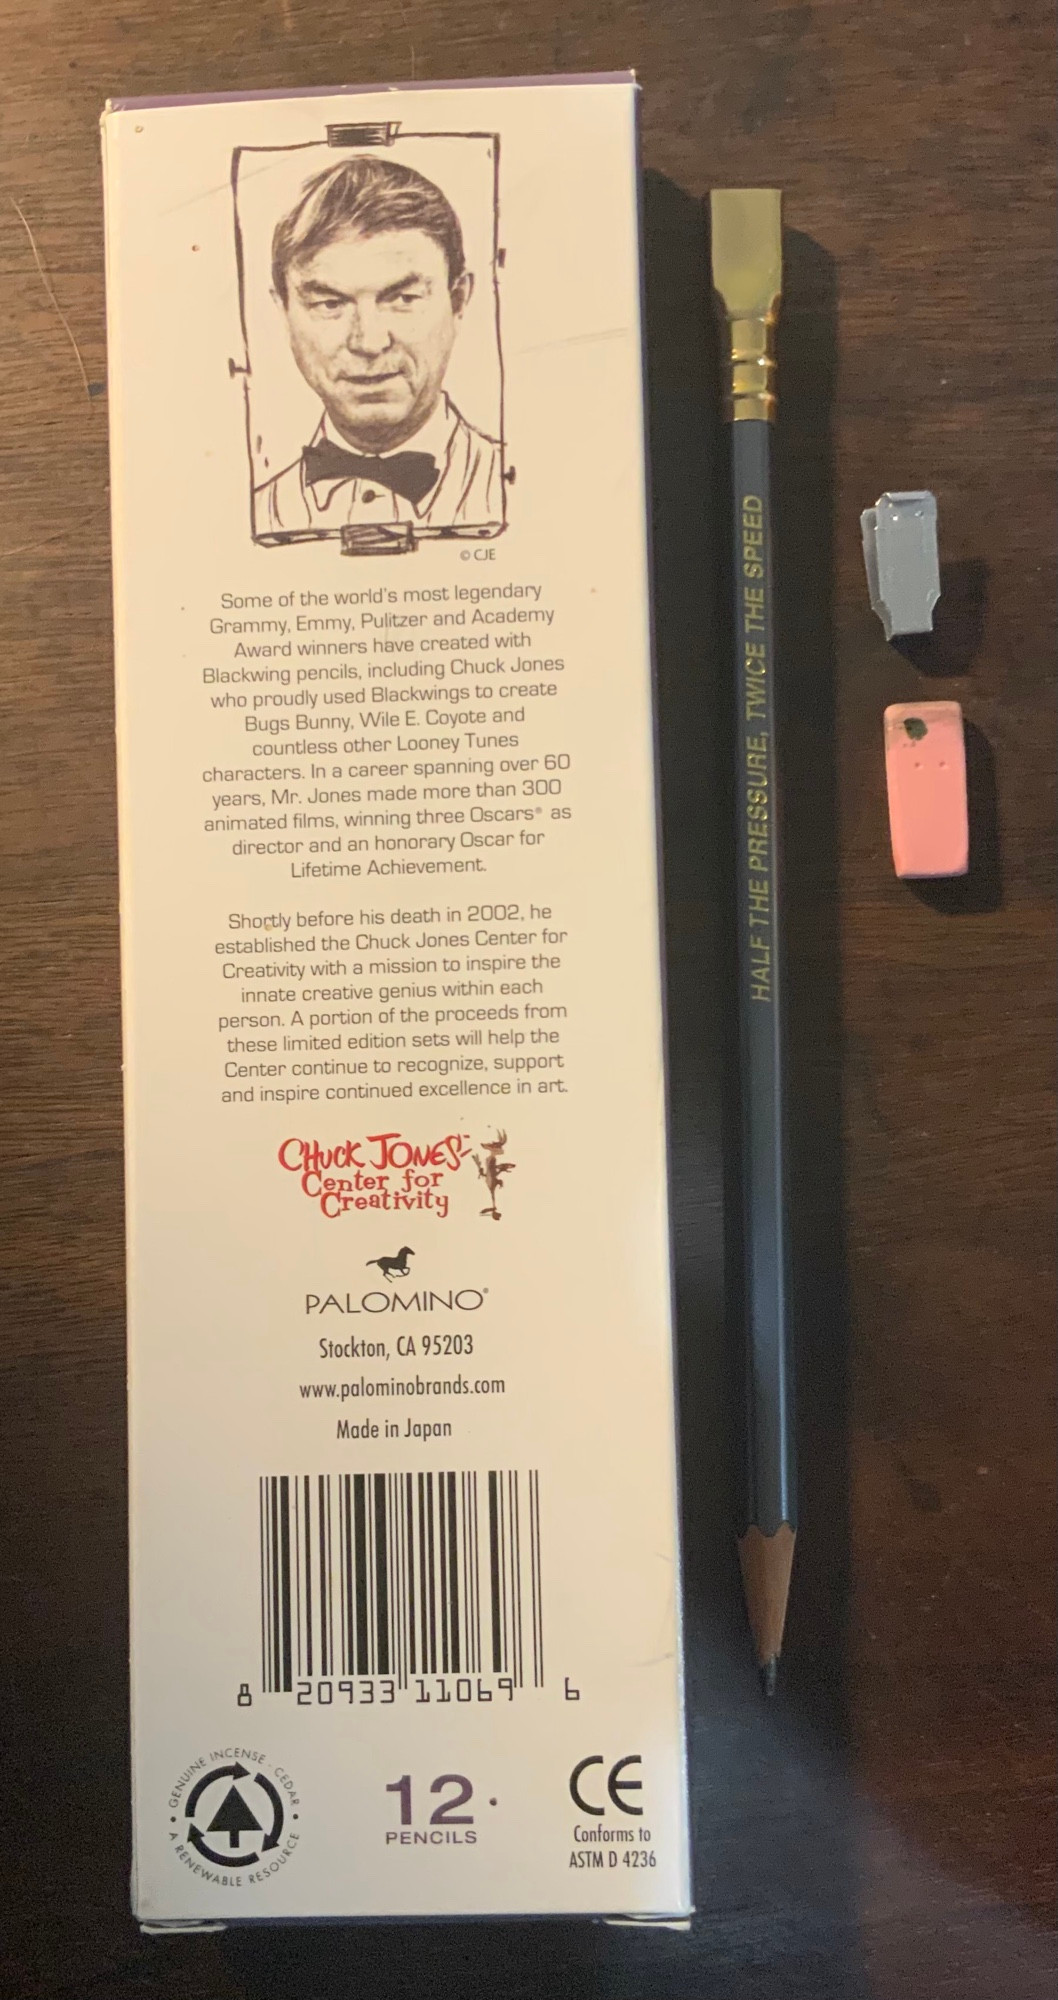 © CJE
Some of the world's most legendary
Grammy, Emmy, Pulitzer and Academy
Award winners have created with
Blackwing pencils, including Chuck Jones
who proudly used Blackwings to create
Bugs Bunny, Wile E. Coyote and
countless other Looney Tunes
characters. In a career spanning over 60
years, Mr. Jones made more than 300
animated films, winning three Oscars® as
director and an honorary Oscar for
Lifetime Achievement.
Shortly before his death in 2002, he
established the Chuck Jones Center for
Creativity with a mission to inspire the
innate creative genius within each
person. A portion of the proceeds from
these limited edition sets will help the
Center continue to recognize, support
and inspire continued excellence in art.
CHUCK JONES™
Center for
Creativity
PALOMINO®
Stockton, CA 95203
www.palominobrands.com
Made in Japan
8 20933 11069 6
GENUINE INCENSE - CEDAR • A RENEWABLE RESOURCE •
12
PENCILS
CE
Conforms to
ASTM D 4236
HALF THE PRESSURE, TWICE THE SPEED